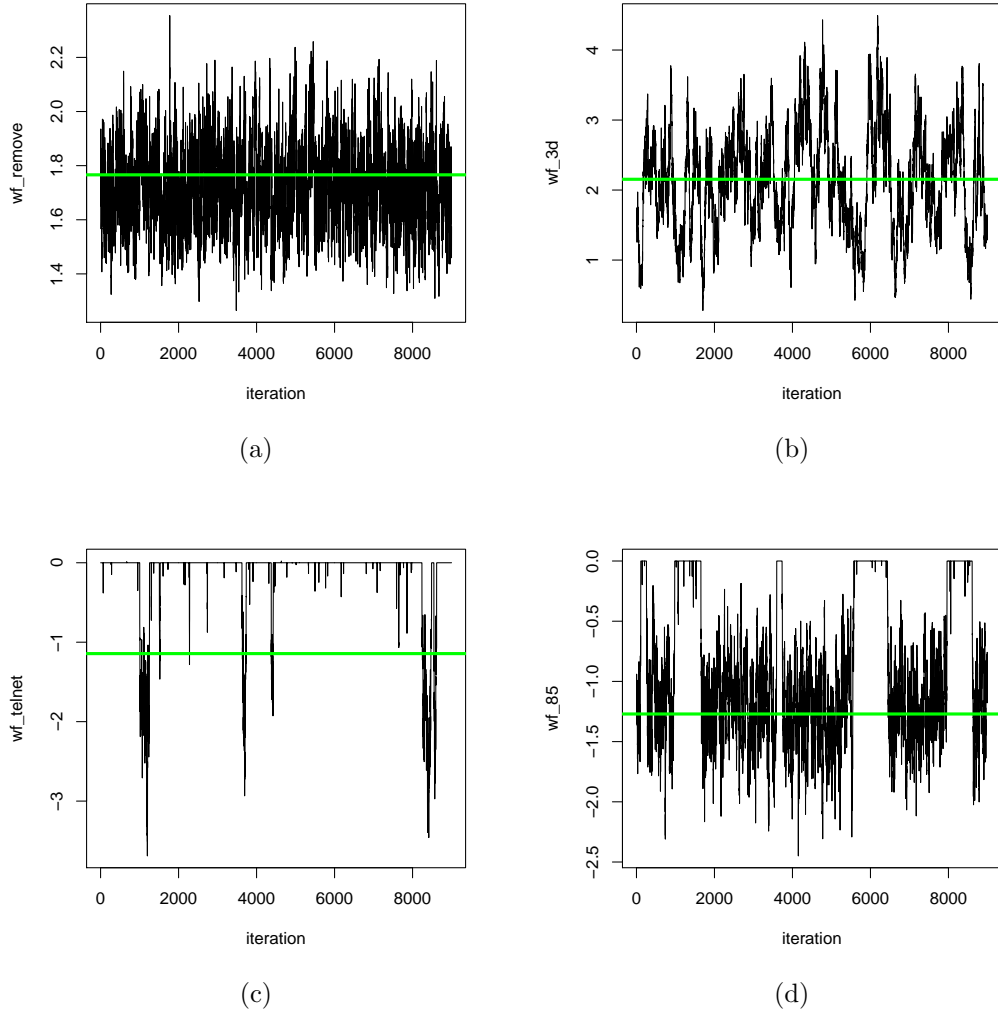 wf_remove
2.2
2.0
1.8
1.6
1.4
0 2000 4000 6000 8000
iteration
(a)
wf_3d
4
3
2
1
0 2000 4000 6000 8000
iteration
(b)
wf_telnet
0
−1
−2
−3
0 2000 4000 6000 8000
iteration
(c)
wf_85
0.0
−0.5
−1.0
−1.5
−2.0
−2.5
0 2000 4000 6000 8000
iteration
(d)